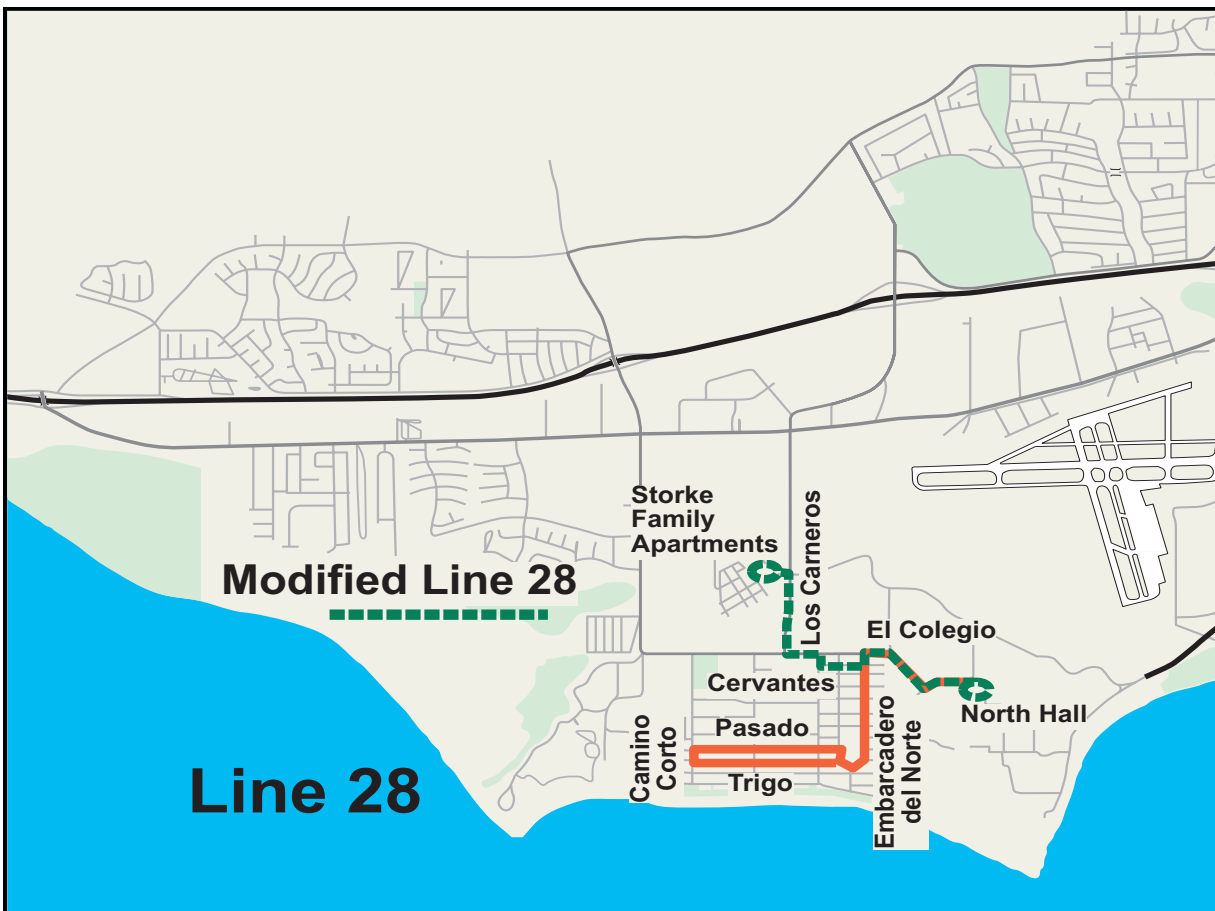 Storke
Family
Apartments
Modified Line 28
Los Carneros
El Colegio
Cervantes
North Hall
Pasado
Camino
Corto
Trigo
Embarcadero
del Norte
Line 28